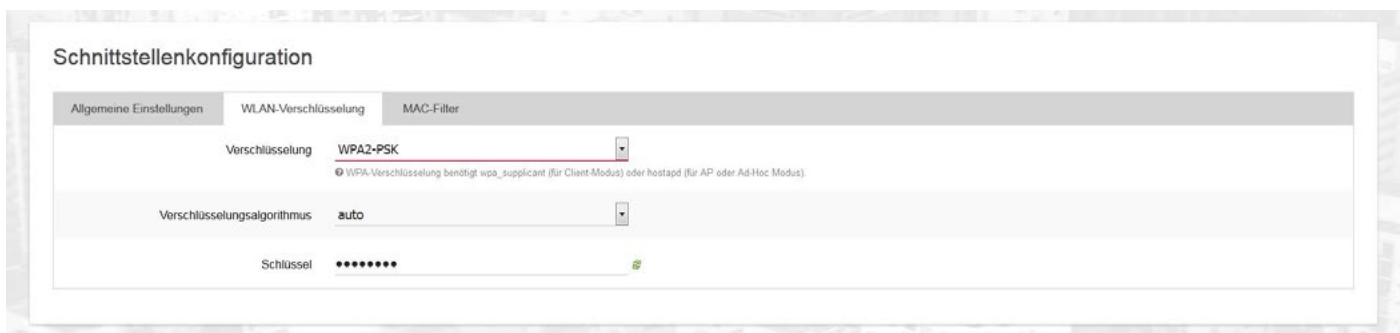 Schnittstellenkonfiguration
Allgemeine Einstellungen WLAN-Verschlüsselung MAC-Filter
Verschlüsselung WPA2-PSK
WPA-Verschlüsselung benötigt wpa_supplicant (für Client-Modus) oder hostapd (für AP oder Ad-Hoc Modus).
Verschlüsselungsalgorithmus auto
Schlüssel ••••••••